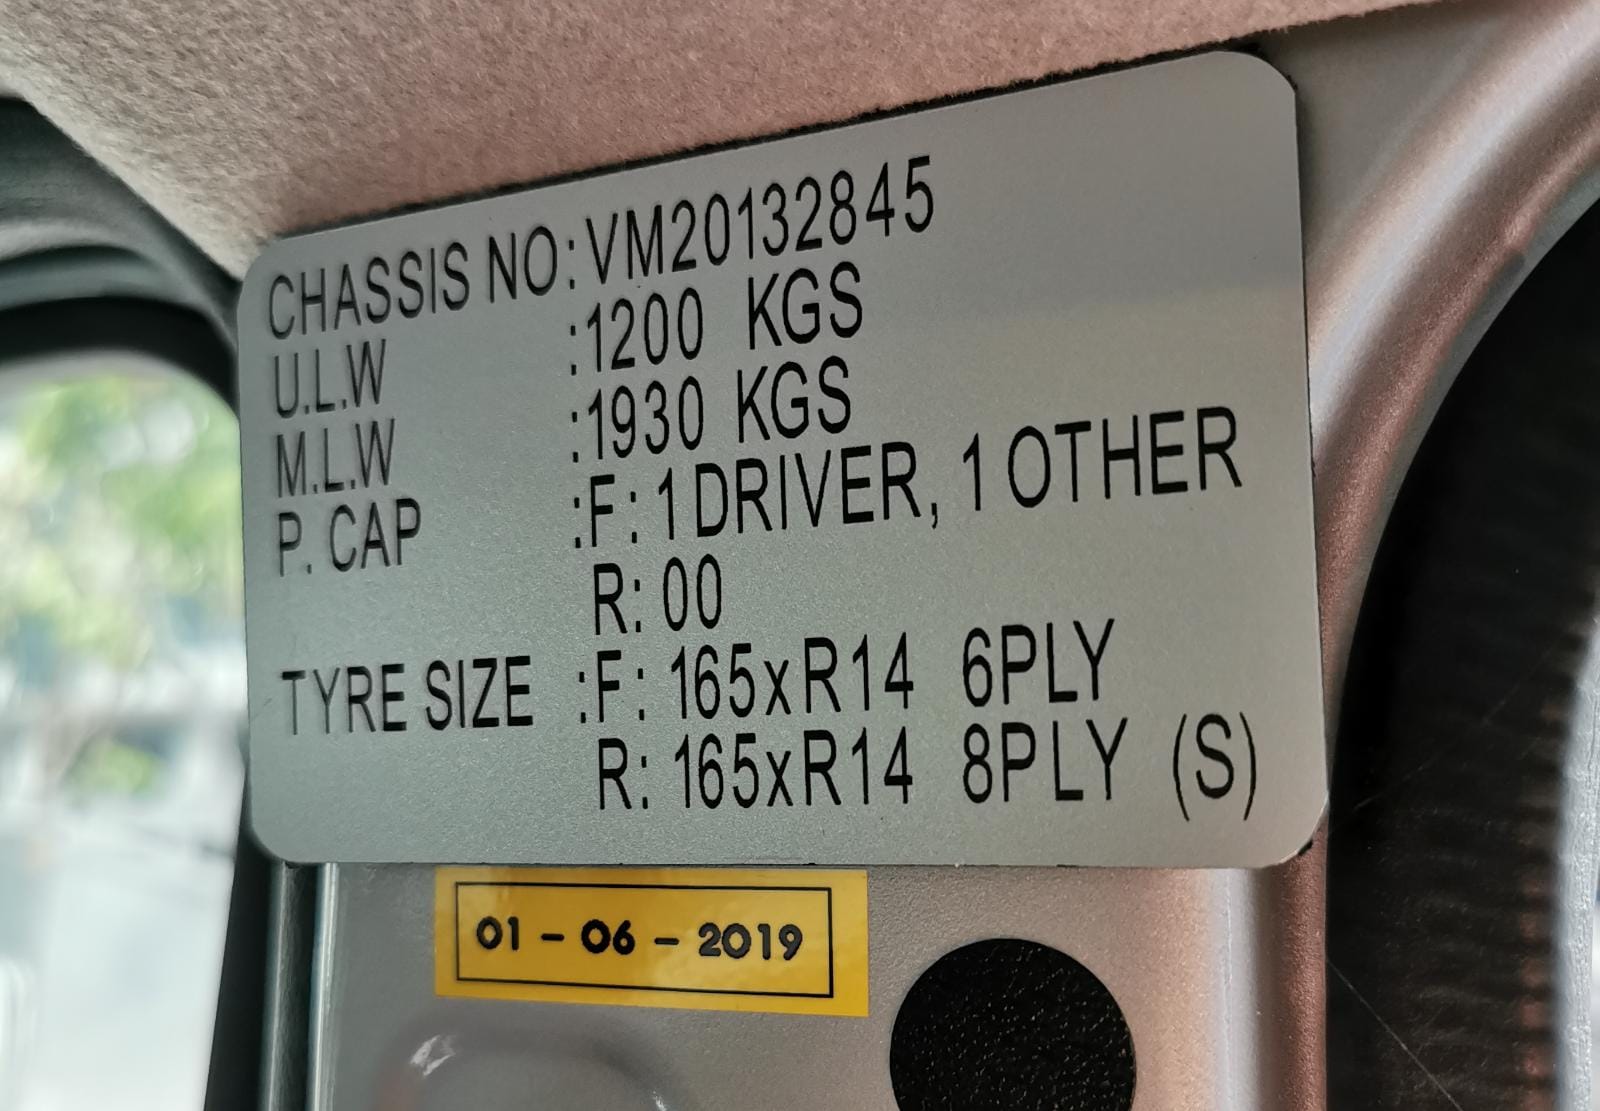 CHASSIS NO: VM20132845
U.L.W :1200 KGS
M.L.W :1930 KGS
P. CAP :F: 1 DRIVER, 1 OTHER
R: 00
TYRE SIZE :F: 165xR14 6PLY
R: 165xR14 8PLY (S)
01 - 06 - 2019